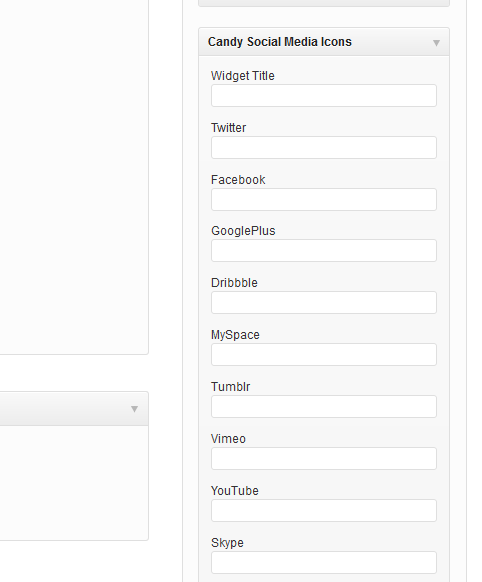 Candy Social Media Icons
Widget Title
Twitter
Facebook
GooglePlus
Dribbble
MySpace
Tumblr
Vimeo
YouTube
Skype